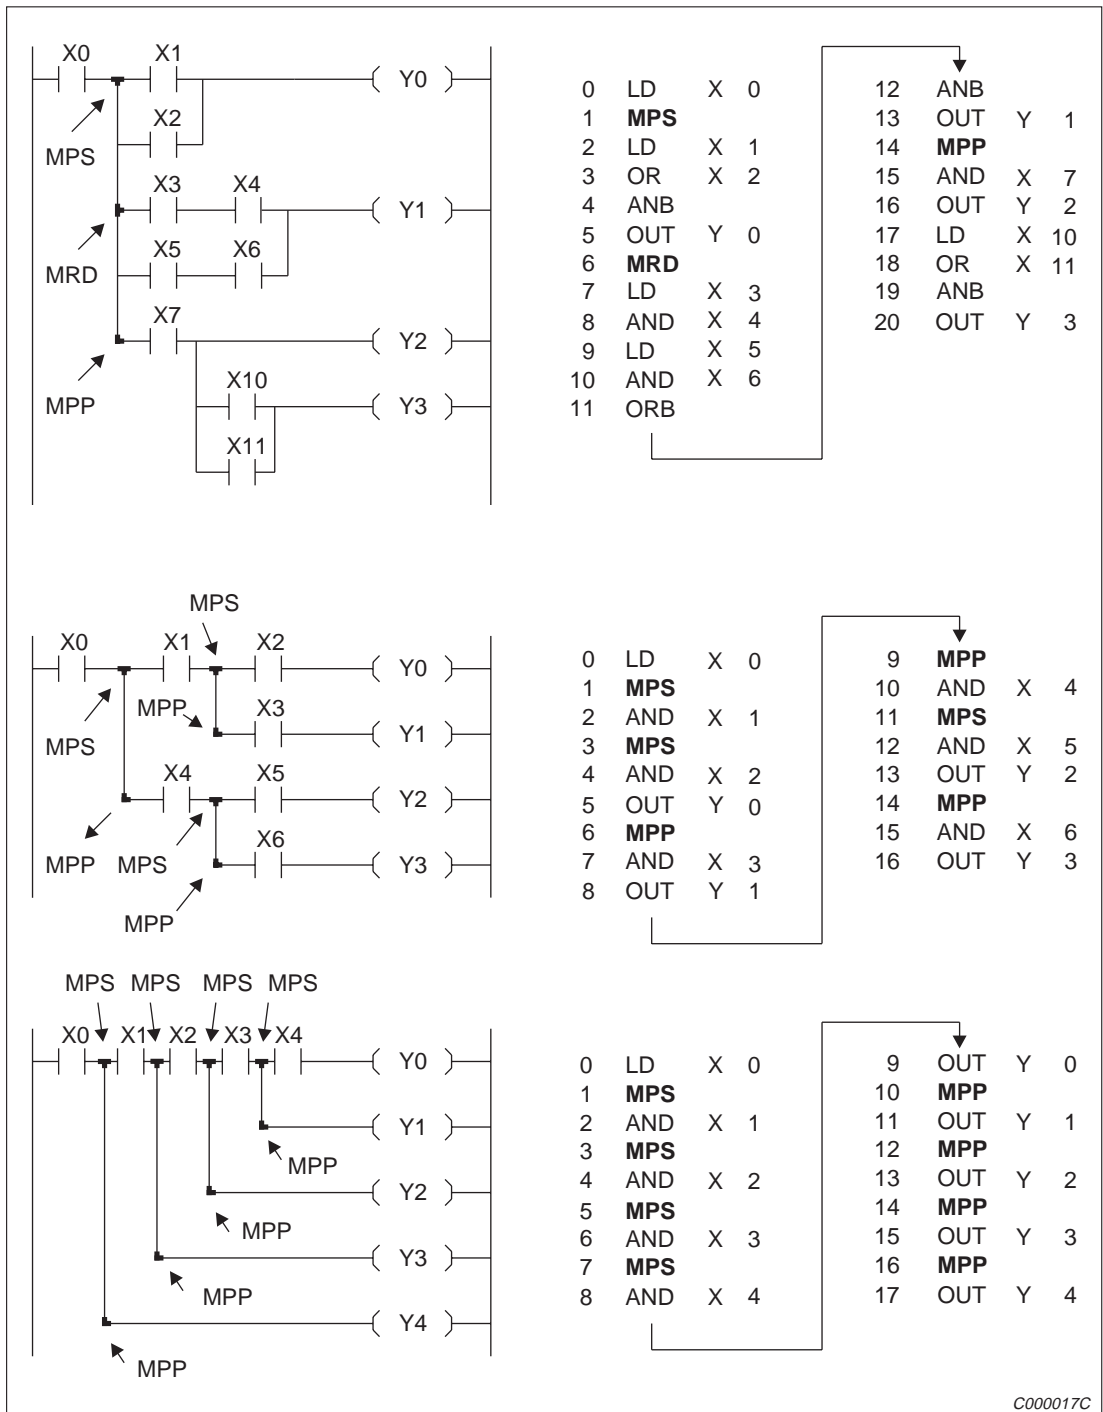 X0 X1 Y0
X2
MPS
X3 X4 Y1
MRD
X5 X6
X7 Y2
MPP
X10 Y3
X11
0 LD X 0
1 MPS
2 LD X 1
3 OR X 2
4 ANB
5 OUT Y 0
6 MRD
7 LD X 3
8 AND X 4
9 LD X 5
10 AND X 6
11 ORB
12 ANB
13 OUT Y 1
14 MPP
15 AND X 7
16 OUT Y 2
17 LD X 10
18 OR X 11
19 ANB
20 OUT Y 3
MPS
X0 X1 X2 Y0
MPP X3 Y1
MPS
X4 X5 Y2
MPP MPS X6 Y3
MPP
0 LD X 0
1 MPS
2 AND X 1
3 MPS
4 AND X 2
5 OUT Y 0
6 MPP
7 AND X 3
8 OUT Y 1
9 MPP
10 AND X 4
11 MPS
12 AND X 5
13 OUT Y 2
14 MPP
15 AND X 6
16 OUT Y 3
MPS MPS MPS MPS
X0 X1 X2 X3 X4 Y0
Y1
MPP
Y2
MPP
Y3
MPP
Y4
MPP
0 LD X 0
1 MPS
2 AND X 1
3 MPS
4 AND X 2
5 MPS
6 AND X 3
7 MPS
8 AND X 4
9 OUT Y 0
10 MPP
11 OUT Y 1
12 MPP
13 OUT Y 2
14 MPP
15 OUT Y 3
16 MPP
17 OUT Y 4
C000017C